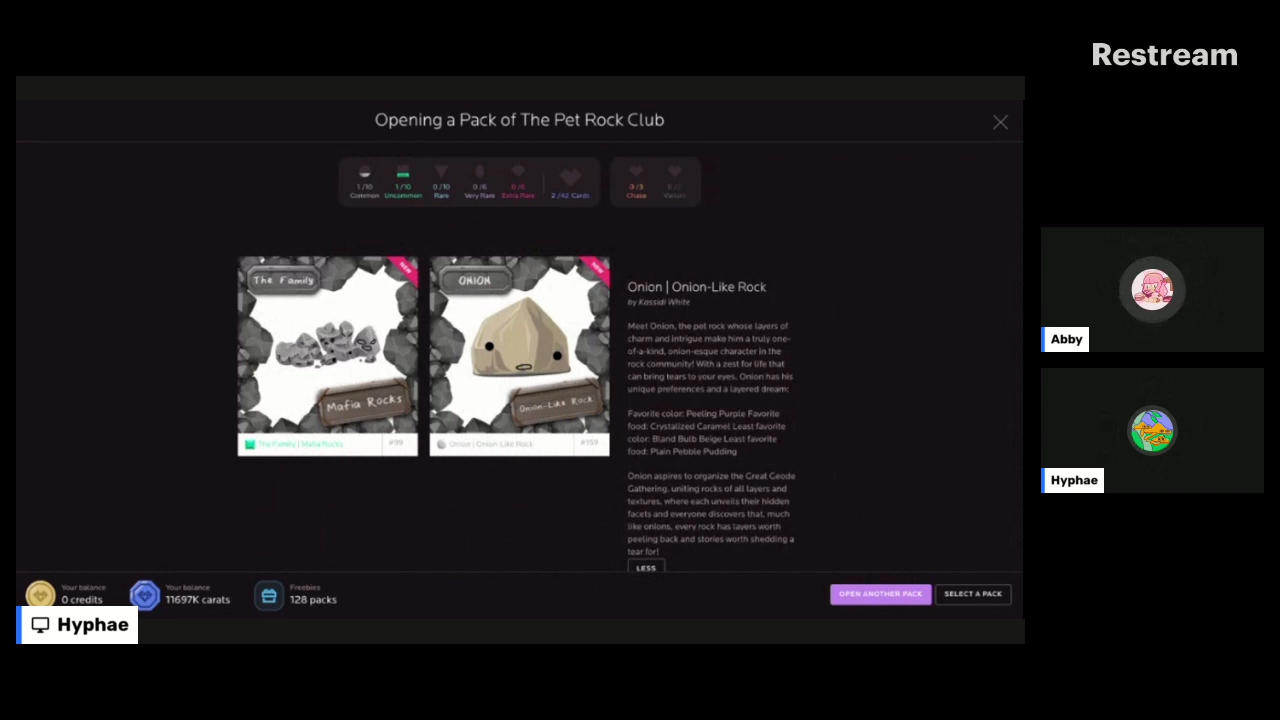 Restream
Opening a Pack of The Pet Rock Club
1/10 Common
1/10 Uncommon
0/10 Rare
0/6 Very Rare
0/6 Extra Rare
2/42 Cards
0/3 Chase
Variant
NEW
The Family
Mafia Rocks
The Family | Mafia Rocks
#99
NEW
ONION
Onion-Like Rock
Onion | Onion-Like Rock
#159
Onion | Onion-Like Rock
by Kassidi White
Meet Onion, the pet rock whose layers of
charm and intrigue make him a truly one-
of-a-kind, onion-esque character in the
rock community! With a zest for life that
can bring tears to your eyes, Onion has his
unique preferences and a layered dream:
Favorite color: Peeling Purple Favorite
food: Crystallized Caramel Least favorite
color: Bland Bulb Beige Least favorite
food: Plain Pebble Pudding
Onion aspires to organize the Great Geode
Gathering, uniting rocks of all layers and
textures, where each unveils their hidden
facets and everyone discovers that, much
like onions, every rock has layers worth
peeling back and stories worth shedding a
tear for!
LESS
Your balance
0 credits
Your balance
11697K carats
Freebies
128 packs
OPEN ANOTHER PACK
SELECT A PACK
Hyphae
Abby
Hyphae